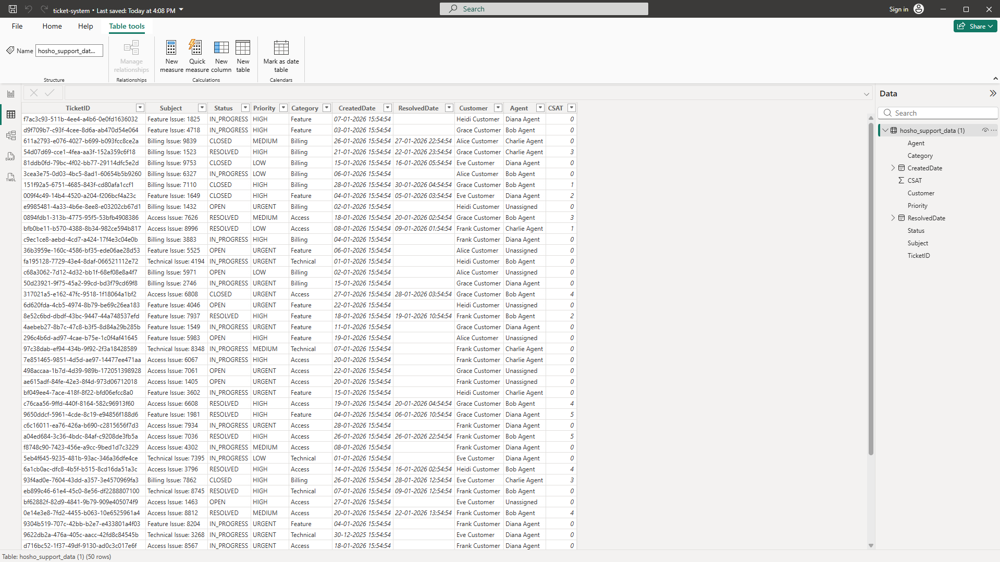 ticket-system • Last saved: Today at 4:08 PM
Search
Sign in
File Home Help Table tools
Share
Name hosho_support_dat...
Structure
Manage relationships
Relationships
New measure
Quick measure
New column
New table
Calculations
Mark as date table
Calendars
TicketID Subject Status Priority Category CreatedDate ResolvedDate Customer Agent CSAT
f7ac3c93-511b-4ee4-a4b6-0e0fd1636032 Feature Issue: 1825 IN_PROGRESS HIGH Feature 07-01-2026 15:54:54 Heidi Customer Diana Agent 0
d9f709b7-c93f-4cee-8d6a-ab470d54e064 Feature Issue: 4718 IN_PROGRESS HIGH Feature 03-01-2026 15:54:54 Grace Customer Bob Agent 0
611a2793-e076-4027-b699-b093fcc8ce2a Billing Issue: 9839 CLOSED MEDIUM Billing 26-01-2026 15:54:54 27-01-2026 22:54:54 Alice Customer Charlie Agent 0
54d07d69-cce1-4fea-aa3f-152a359c6f18 Billing Issue: 1523 RESOLVED HIGH Billing 21-01-2026 15:54:54 22-01-2026 23:54:54 Grace Customer Charlie Agent 3
81ddb0fd-79bc-4f02-bb77-29114dfc5e2d Billing Issue: 9753 CLOSED LOW Billing 15-01-2026 15:54:54 16-01-2026 05:54:54 Eve Customer Diana Agent 0
3cea3e75-0d03-4bc5-8ad1-60654b5b9260 Billing Issue: 6327 IN_PROGRESS LOW Billing 06-01-2026 15:54:54 Alice Customer Bob Agent 0
151f92a5-6751-4685-843f-cd80afa1ccf1 Billing Issue: 7110 CLOSED HIGH Billing 28-01-2026 15:54:54 30-01-2026 04:54:54 Grace Customer Bob Agent 1
009f4c49-14b4-4520-a204-f206bcf4a23c Feature Issue: 1649 CLOSED HIGH Feature 04-01-2026 15:54:54 05-01-2026 03:54:54 Eve Customer Diana Agent 2
e9985481-4a33-4b6e-8ee8-e03202cb67d1 Billing Issue: 1432 OPEN URGENT Billing 02-01-2026 15:54:54 Heidi Customer Unassigned 0
0894fdb1-313b-4775-95f5-53bfb4908386 Access Issue: 7626 RESOLVED MEDIUM Access 18-01-2026 15:54:54 20-01-2026 02:54:54 Grace Customer Bob Agent 3
bfb0be11-b570-4388-8b34-982ce594b817 Access Issue: 8996 RESOLVED LOW Access 08-01-2026 15:54:54 09-01-2026 01:54:54 Frank Customer Charlie Agent 1
c9ec1ce8-aebd-4cd7-a424-17f4e3c04e0b Billing Issue: 3883 IN_PROGRESS HIGH Billing 04-01-2026 15:54:54 Frank Customer Diana Agent 0
36b3959e-160c-4586-bf35-ede06ae28d53 Feature Issue: 5525 OPEN URGENT Feature 06-01-2026 15:54:54 Alice Customer Unassigned 0
fa195128-7729-43e4-8daf-066521112e72 Technical Issue: 4194 IN_PROGRESS URGENT Technical 01-01-2026 15:54:54 Heidi Customer Bob Agent 0
c68a3062-7d12-4d32-bb1f-68ef08e8a4f7 Billing Issue: 5971 OPEN LOW Billing 02-01-2026 15:54:54 Alice Customer Unassigned 0
50d23921-9f75-45a2-99cd-bd3f79cd69f8 Billing Issue: 2746 IN_PROGRESS URGENT Billing 15-01-2026 15:54:54 Grace Customer Diana Agent 0
317021a5-e162-47fc-9518-1f18064a1bf2 Access Issue: 6808 CLOSED URGENT Access 27-01-2026 15:54:54 28-01-2026 03:54:54 Grace Customer Bob Agent 4
6d620fda-4cb5-4974-8b79-be69c26ea183 Feature Issue: 4046 OPEN URGENT Feature 22-01-2026 15:54:54 Heidi Customer Unassigned 0
8e52c6bd-dbdf-43bc-9447-44a748537efd Feature Issue: 7937 RESOLVED HIGH Feature 18-01-2026 15:54:54 19-01-2026 10:54:54 Frank Customer Bob Agent 2
4aebeb27-8b7c-47c8-b3f5-8d84a29b285b Feature Issue: 1549 IN_PROGRESS URGENT Feature 11-01-2026 15:54:54 Grace Customer Diana Agent 0
296c4b6d-ad97-4cae-b75e-1c0f4af41645 Feature Issue: 5983 OPEN HIGH Feature 19-01-2026 15:54:54 Alice Customer Unassigned 0
97c38dab-ef94-434b-9f92-2f3a18428589 Technical Issue: 8348 IN_PROGRESS MEDIUM Technical 07-01-2026 15:54:54 Frank Customer Charlie Agent 0
7e851465-9851-4d5d-ae97-14477ee471aa Access Issue: 6067 IN_PROGRESS HIGH Access 20-01-2026 15:54:54 Frank Customer Charlie Agent 0
498accaa-1b7d-4d39-989b-172051398928 Access Issue: 7061 OPEN URGENT Access 22-01-2026 15:54:54 Grace Customer Unassigned 0
ae615adf-84fe-42e3-8f4d-973d06712018 Access Issue: 1405 OPEN URGENT Access 20-01-2026 15:54:54 Frank Customer Unassigned 0
bf049ee4-7ace-418f-8f22-bfd06efcc8a0 Feature Issue: 3602 IN_PROGRESS URGENT Feature 15-01-2026 15:54:54 Heidi Customer Charlie Agent 0
c76caa56-9ffd-440f-8164-582c96913f60 Access Issue: 6608 RESOLVED HIGH Access 19-01-2026 15:54:54 20-01-2026 04:54:54 Grace Customer Bob Agent 4
9650ddcf-5961-4cde-8c19-e94856f188d6 Feature Issue: 1981 RESOLVED HIGH Feature 04-01-2026 15:54:54 06-01-2026 10:54:54 Grace Customer Diana Agent 5
c6c16011-ea76-426a-b690-c2815656f7d3 Access Issue: 7934 IN_PROGRESS URGENT Access 28-01-2026 15:54:54 Frank Customer Diana Agent 0
a04ed684-3c36-4bdc-84af-c9208de3fb5a Access Issue: 7036 RESOLVED HIGH Access 26-01-2026 15:54:54 26-01-2026 22:54:54 Frank Customer Bob Agent 5
f8748c90-7423-456e-a9cc-9bed1d7c3229 Access Issue: 4302 IN_PROGRESS MEDIUM Access 08-01-2026 15:54:54 Frank Customer Diana Agent 0
5eb4f645-9235-481b-93ac-346a36dfe4ce Technical Issue: 7395 IN_PROGRESS LOW Technical 01-01-2026 15:54:54 Eve Customer Diana Agent 0
6a1cb0ac-dfc8-4b5f-b515-8cd16da51a3c Access Issue: 3796 RESOLVED HIGH Access 14-01-2026 15:54:54 16-01-2026 02:54:54 Heidi Customer Bob Agent 4
93f4ad0e-7604-43dd-a357-3e4570969fa3 Billing Issue: 7862 CLOSED HIGH Billing 26-01-2026 15:54:54 28-01-2026 12:54:54 Eve Customer Charlie Agent 3
eb899c46-61e4-45c0-8e56-df2288807100 Technical Issue: 8745 RESOLVED HIGH Technical 07-01-2026 15:54:54 09-01-2026 12:54:54 Frank Customer Bob Agent 0
bf62882f-82d9-4841-9b79-909e405074f9 Access Issue: 1463 OPEN HIGH Access 27-01-2026 15:54:54 Eve Customer Unassigned 0
0e14e3e8-7fd2-4455-b063-10e6525961a4 Access Issue: 8812 RESOLVED MEDIUM Access 20-01-2026 15:54:54 22-01-2026 13:54:54 Frank Customer Bob Agent 4
9304b519-707c-42bb-b2e7-e433801a4f03 Feature Issue: 8204 IN_PROGRESS URGENT Feature 04-01-2026 15:54:54 Frank Customer Diana Agent 0
9622db2a-476a-405c-aacc-42fd8c84545b Technical Issue: 3268 IN_PROGRESS URGENT Technical 30-12-2025 15:54:54 Eve Customer Diana Agent 0
d716bc52-1f37-49df-9130-ad0c3c017e6f Access Issue: 8567 IN_PROGRESS URGENT Access 18-01-2026 15:54:54 Frank Customer Diana Agent 0
DAX
TMDL
Data
Search
hosho_support_data (1)
Agent
Category
CreatedDate
CSAT
Customer
Priority
ResolvedDate
Status
Subject
TicketID
Table: hosho_support_data (1) (50 rows)